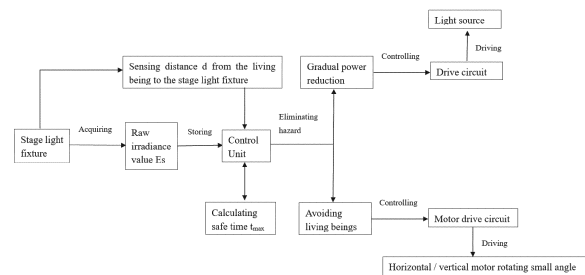 Light source
Driving
Sensing distance d from the living
being to the stage light fixture
Gradual power
reduction
Controlling
Drive circuit
Stage light
fixture
Acquiring
Raw
irradiance
value Es
Storing
Control
Unit
Eliminating
hazard
Calculating
safe time tmax
Avoiding
living beings
Controlling
Motor drive circuit
Driving
Horizontal / vertical motor rotating small angle